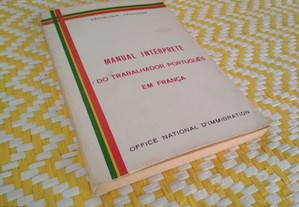 MANUAL INTÉRPRETE
DO TRABALHADOR PORTUGUÊS
EM FRANÇA
OFFICE NATIONAL D'IMMIGRATION